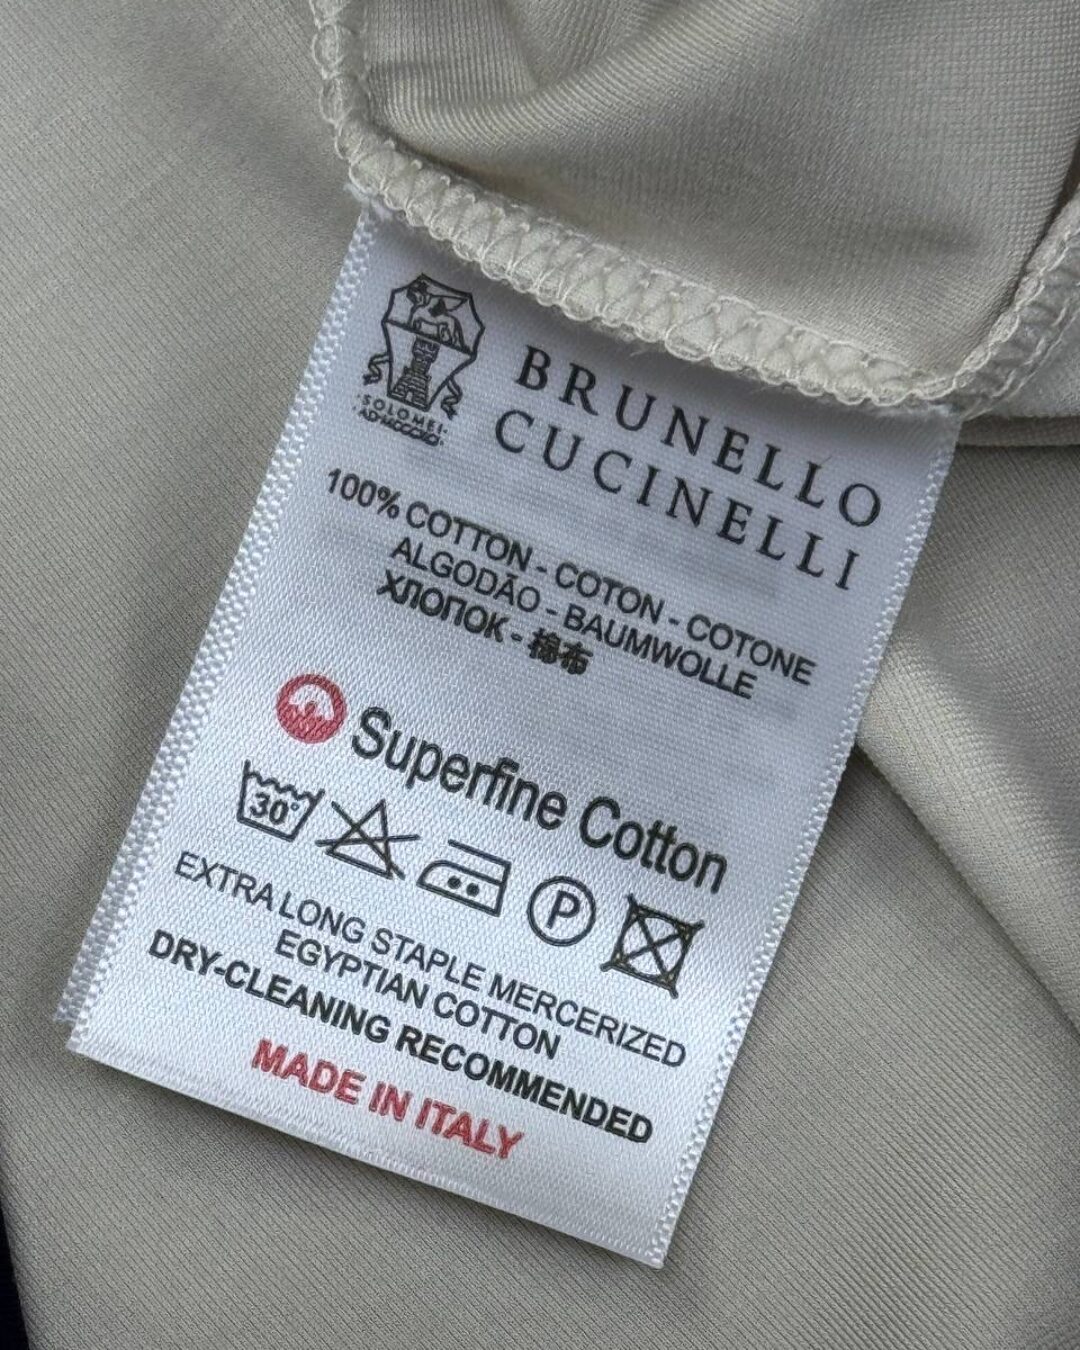 ·SOLOMEI·
BRUNELLO
CUCINELLI
100% COTTON - COTON - COTONE
ALGODÃO - BAUMWOLLE
ХЛОПОК - 棉布
Superfine Cotton
30°
P
EXTRA LONG STAPLE MERCERIZED
EGYPTIAN COTTON
DRY-CLEANING RECOMMENDED
MADE IN ITALY